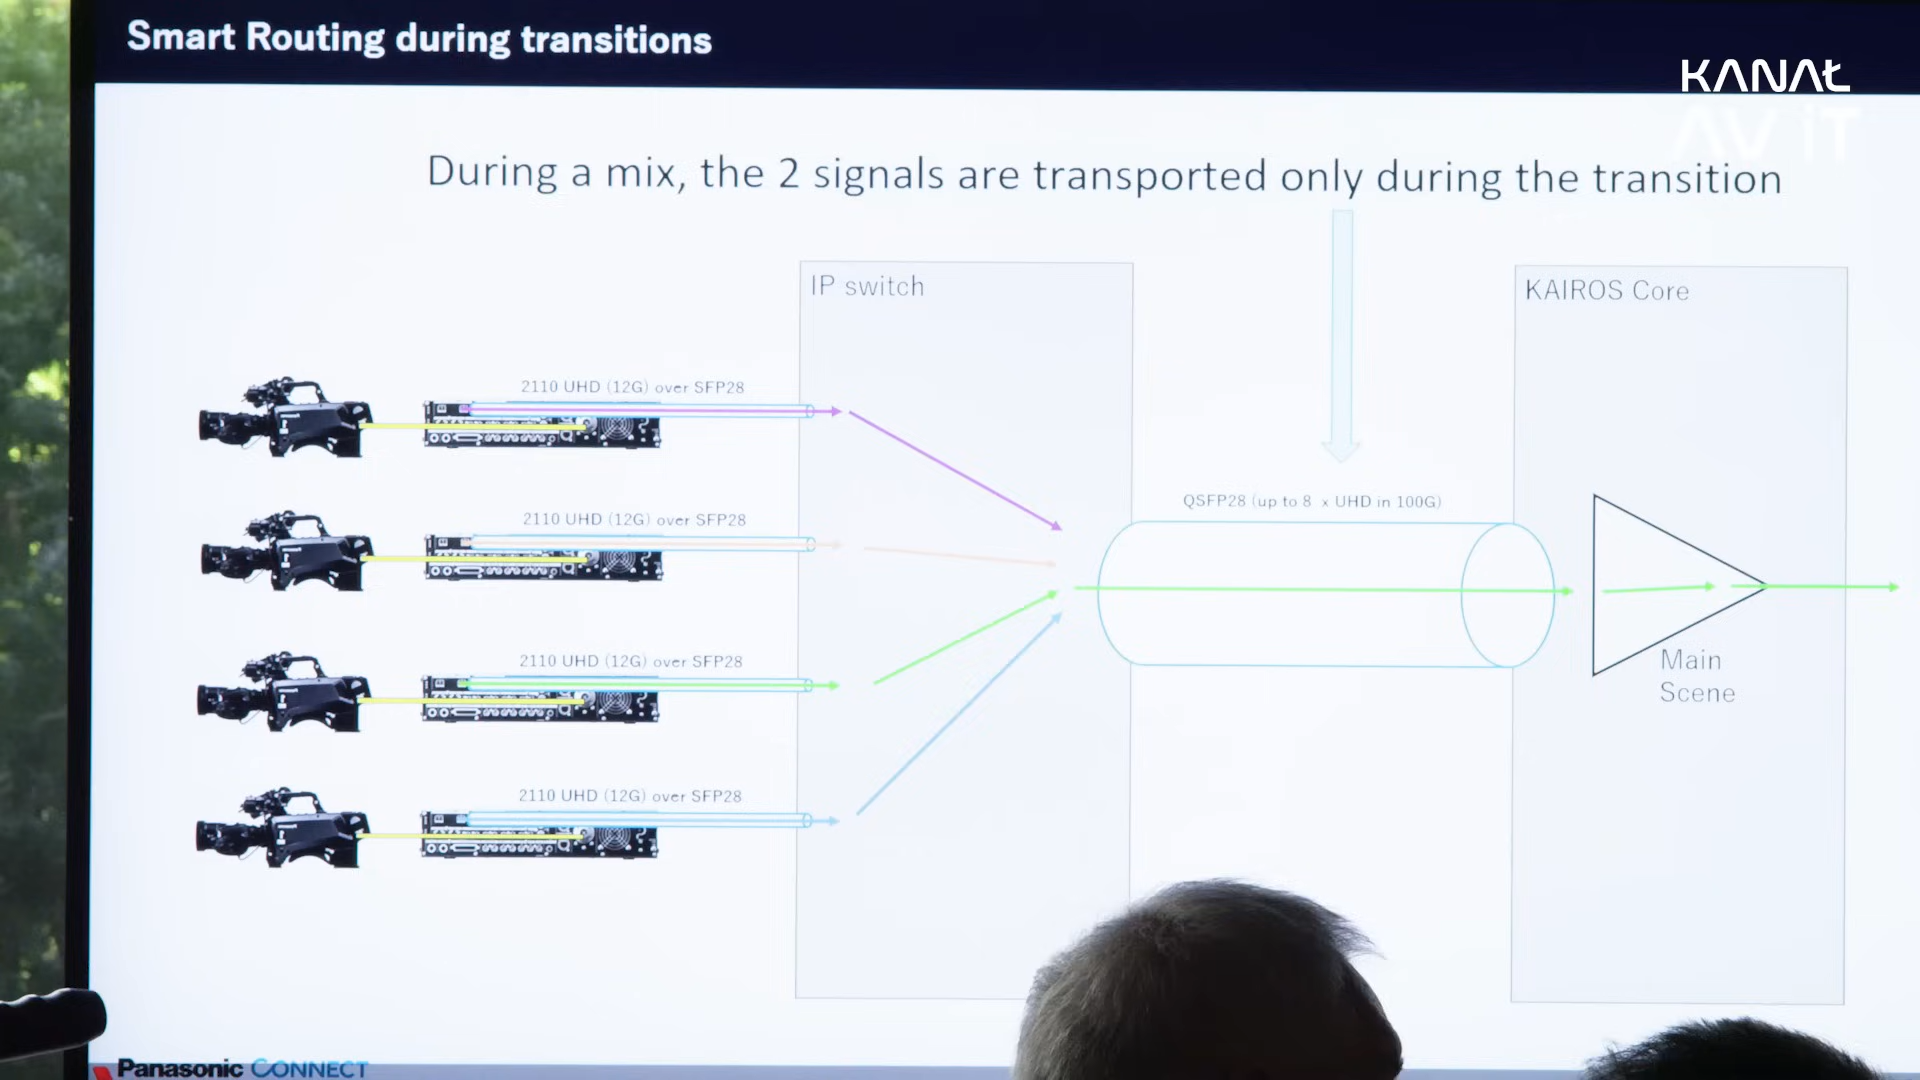 Smart Routing during transitions
KANAŁ
AV iT
During a mix, the 2 signals are transported only during the transition
IP switch
KAIROS Core
2110 UHD (12G) over SFP28
2110 UHD (12G) over SFP28
QSFP28 (up to 8 x UHD in 100G)
2110 UHD (12G) over SFP28
Main
Scene
2110 UHD (12G) over SFP28
Panasonic CONNECT